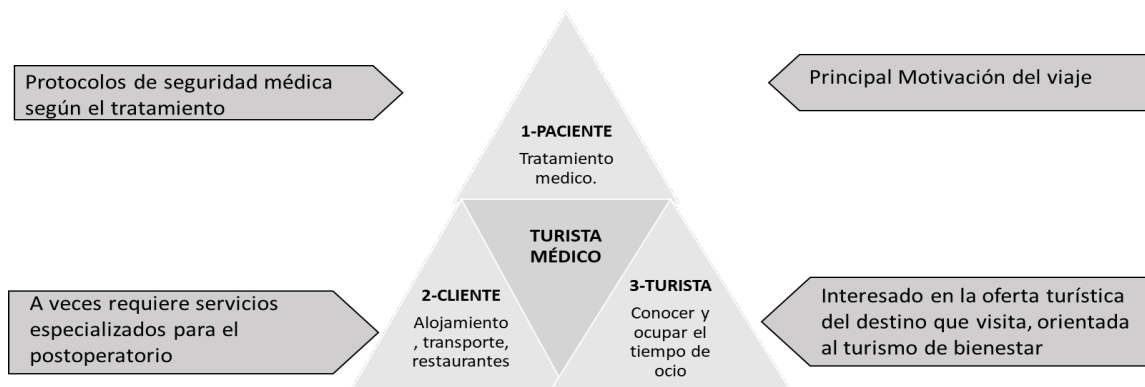 Protocolos de seguridad médica
según el tratamiento
Principal Motivación del viaje
1-PACIENTE
Tratamiento
medico.
TURISTA
MÉDICO
A veces requiere servicios
especializados para el
postoperatorio
2-CLIENTE
Alojamiento
, transporte,
restaurantes
3-TURISTA
Conocer y
ocupar el
tiempo de
ocio
Interesado en la oferta turística
del destino que visita, orientada
al turismo de bienestar